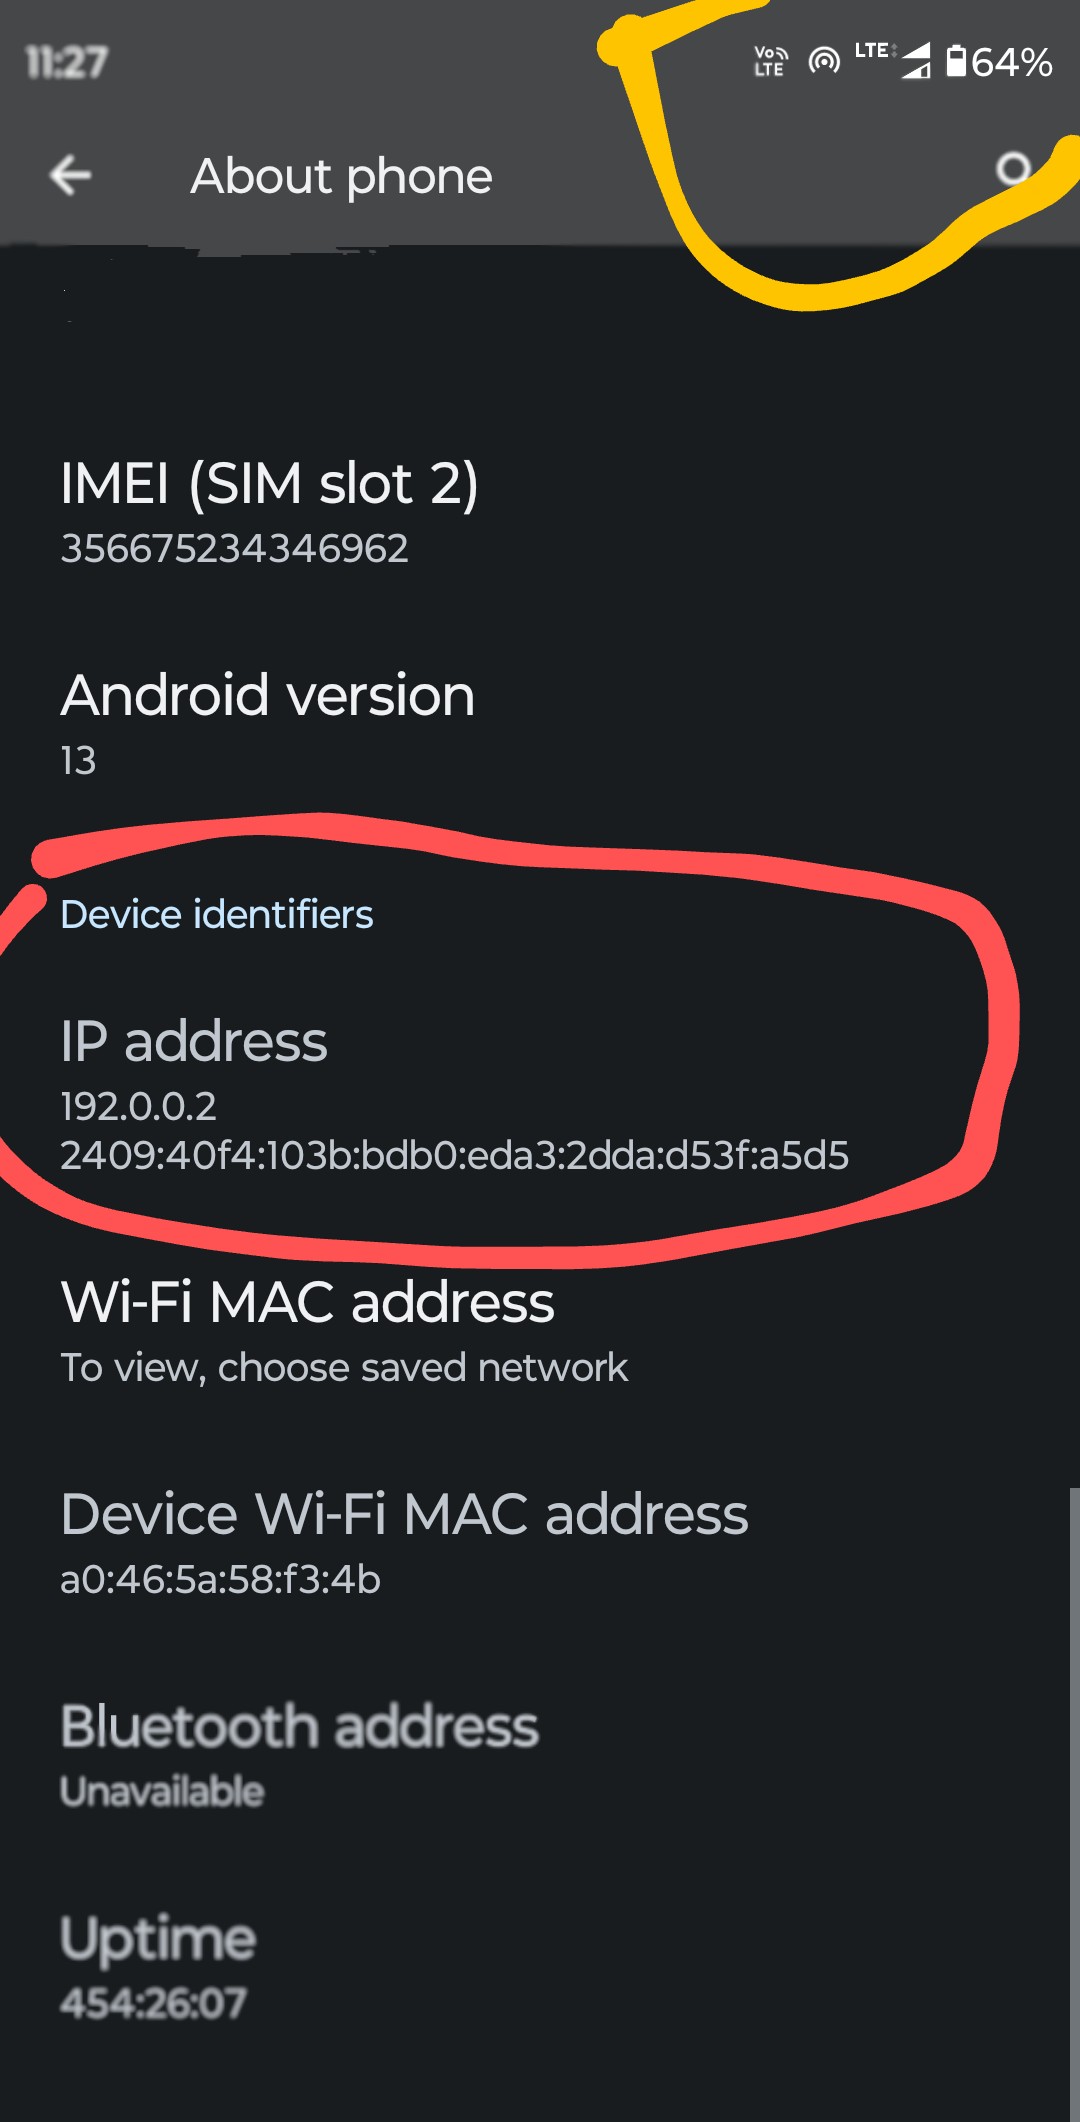 11:27
Vo LTE LTE 64%
About phone
IMEI (SIM slot 2)
356675234346962
Android version
13
Device identifiers
IP address
192.0.0.2
2409:40f4:103b:bdb0:eda3:2dda:d53f:a5d5
Wi-Fi MAC address
To view, choose saved network
Device Wi-Fi MAC address
a0:46:5a:58:f3:4b
Bluetooth address
Unavailable
Uptime
454:26:07